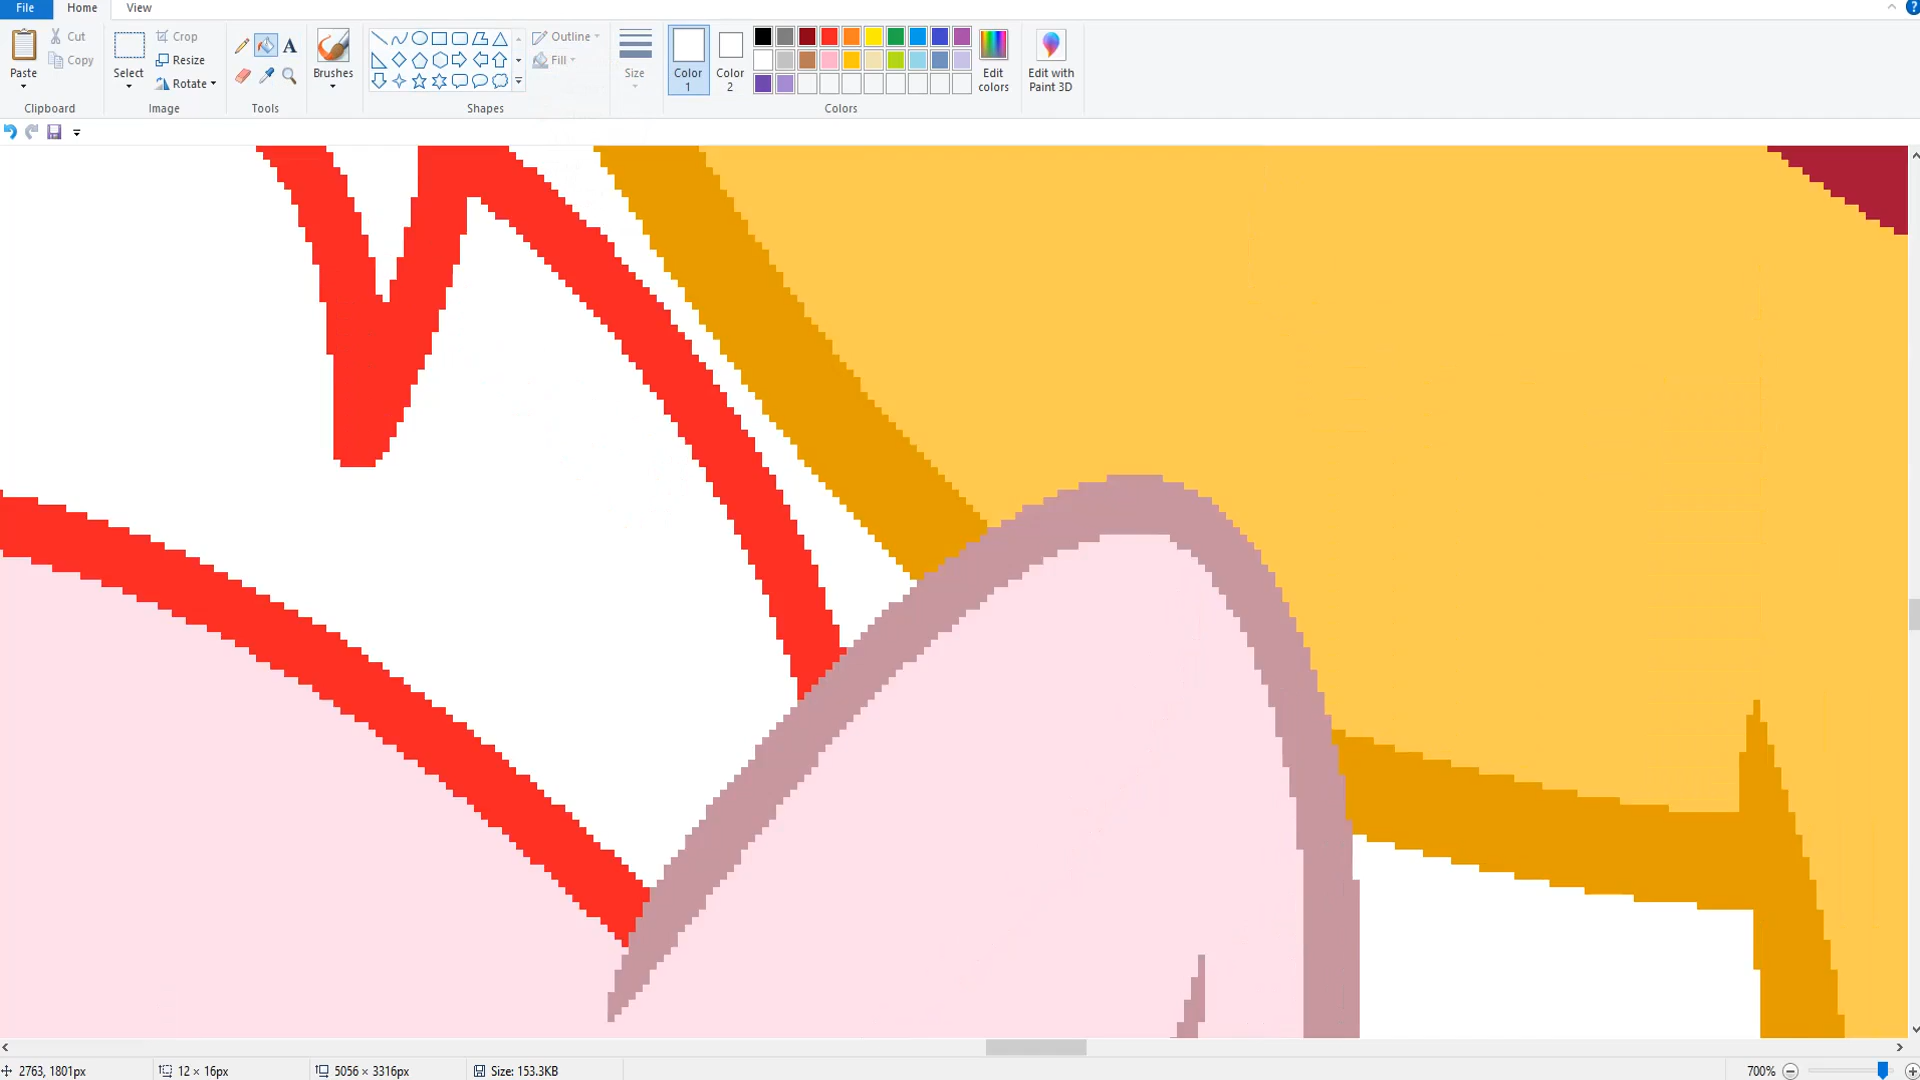 File Home View
Paste
Cut
Copy
Clipboard
Select
Crop
Resize
Rotate
Image
A
Tools
Brushes
Shapes
Outline
Fill
Size
Color
1
Color
2
Edit
colors
Colors
Edit with
Paint 3D
?
2763, 1801px
12 × 16px
5056 × 3316px
Size: 153.3KB
700%